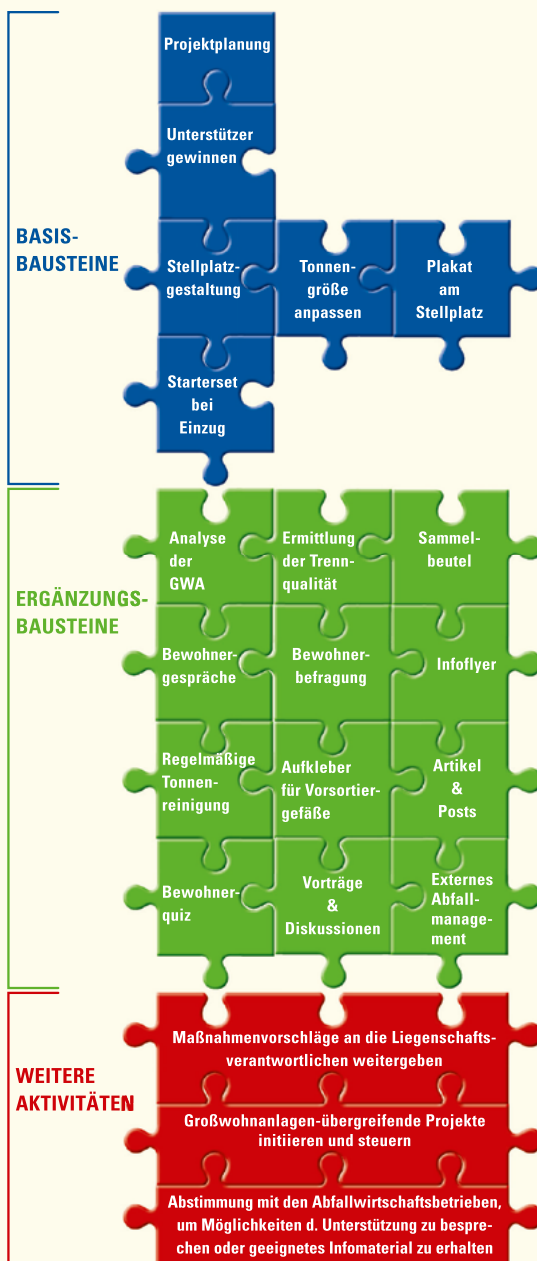 Projektplanung
Unterstützer
gewinnen
BASIS-
BAUSTEINE
Stellplatz-
gestaltung
Tonnen-
größe
anpassen
Plakat
am
Stellplatz
Starterset
bei
Einzug
ERGÄNZUNGS-
BAUSTEINE
Analyse
der
GWA
Ermittlung
der Trenn-
qualität
Sammel-
beutel
Bewohner-
gespräche
Bewohner-
befragung
Infoflyer
Regelmäßige
Tonnen-
reinigung
Aufkleber
für Vorsortier-
gefäße
Artikel
&
Posts
Bewohner-
quiz
Vorträge
&
Diskussionen
Externes
Abfall-
manage-
ment
WEITERE
AKTIVITÄTEN
Maßnahmenvorschläge an die Liegenschafts-
verantwortlichen weitergeben
Großwohnanlagen-übergreifende Projekte
initiieren und steuern
Abstimmung mit den Abfallwirtschaftsbetrieben,
um Möglichkeiten d. Unterstützung zu bespre-
chen oder geeignetes Infomaterial zu erhalten